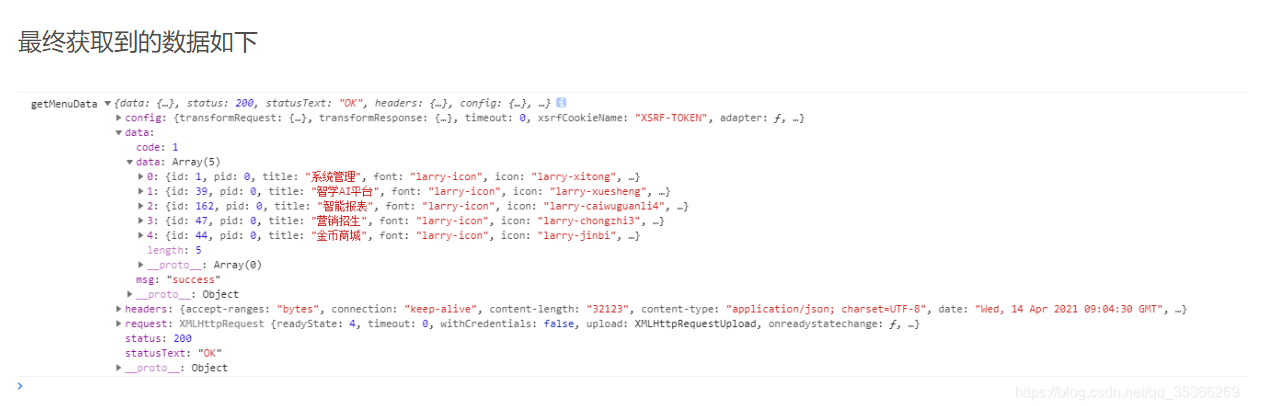 最终获取到的数据如下
getMenuData ▼{data: {…}, status: 200, statusText: "OK", headers: {…}, config: {…}, …} i
▶config: {transformRequest: {…}, transformResponse: {…}, timeout: 0, xsrfCookieName: "XSRF-TOKEN", adapter: ƒ, …}
▼data:
code: 1
▼data: Array(5)
▶0: {id: 1, pid: 0, title: "系统管理", font: "larry-icon", icon: "larry-xitong", …}
▶1: {id: 39, pid: 0, title: "智学AI平台", font: "larry-icon", icon: "larry-xuesheng", …}
▶2: {id: 162, pid: 0, title: "智能报表", font: "larry-icon", icon: "larry-caiwuguanli4", …}
▶3: {id: 47, pid: 0, title: "营销招生", font: "larry-icon", icon: "larry-chongzhi3", …}
▶4: {id: 44, pid: 0, title: "金币商城", font: "larry-icon", icon: "larry-jinbi", …}
length: 5
▶__proto__: Array(0)
msg: "success"
▶__proto__: Object
▶headers: {accept-ranges: "bytes", connection: "keep-alive", content-length: "32123", content-type: "application/json; charset=UTF-8", date: "Wed, 14 Apr 2021 09:04:30 GMT", …}
▶request: XMLHttpRequest {readyState: 4, timeout: 0, withCredentials: false, upload: XMLHttpRequestUpload, onreadystatechange: ƒ, …}
status: 200
statusText: "OK"
▶__proto__: Object
https://blog.csdn.net/qq_35366269